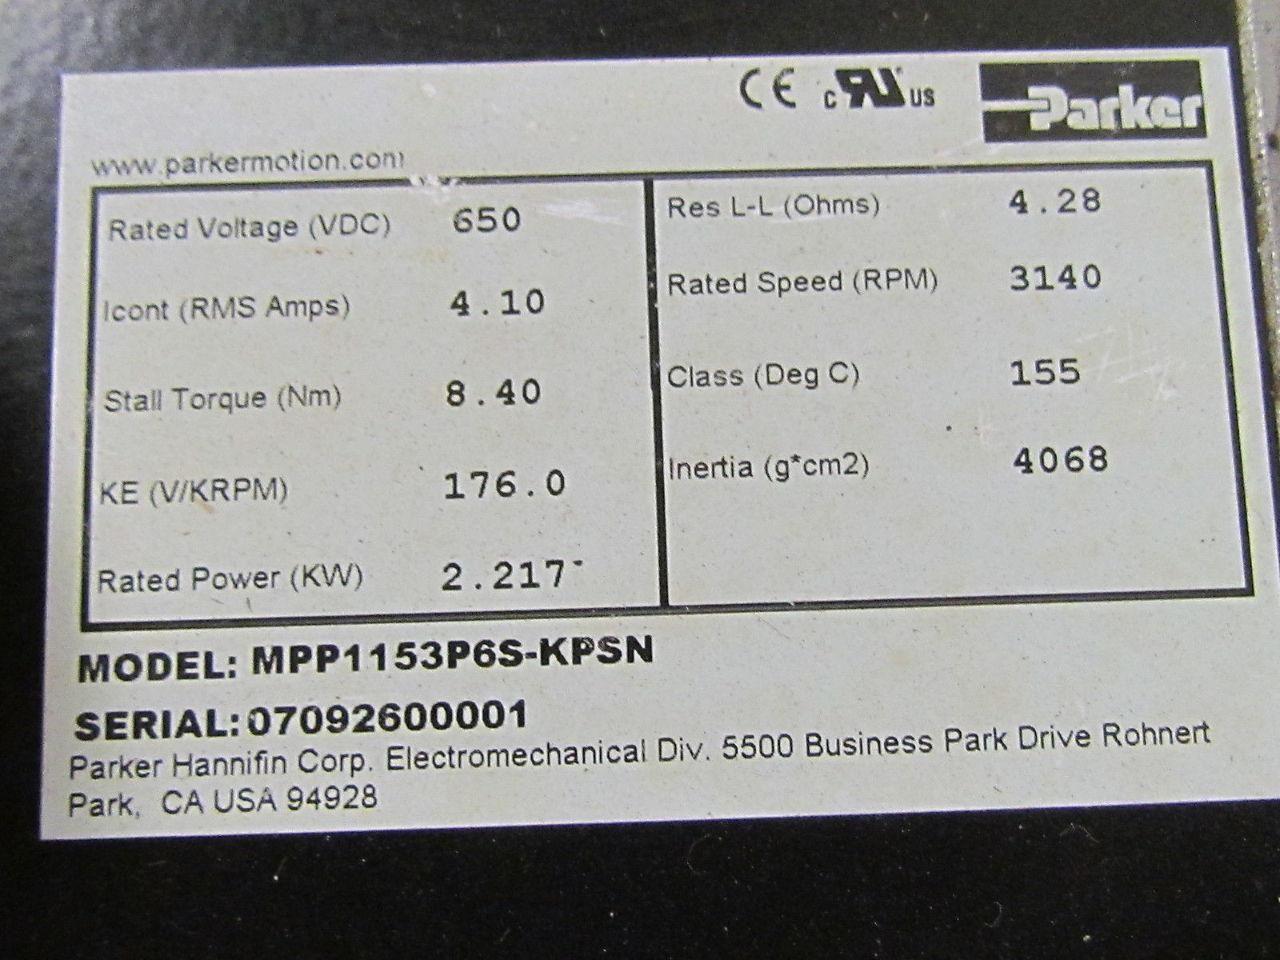 CE c RU US Parker
www.parkermotion.com
Rated Voltage (VDC) 650
Icont (RMS Amps) 4.10
Stall Torque (Nm) 8.40
KE (V/KRPM) 176.0
Rated Power (KW) 2.217
Res L-L (Ohms) 4.28
Rated Speed (RPM) 3140
Class (Deg C) 155
Inertia (g*cm2) 4068
MODEL: MPP1153P6S-KPSN
SERIAL: 07092600001
Parker Hannifin Corp. Electromechanical Div. 5500 Business Park Drive Rohnert
Park, CA USA 94928